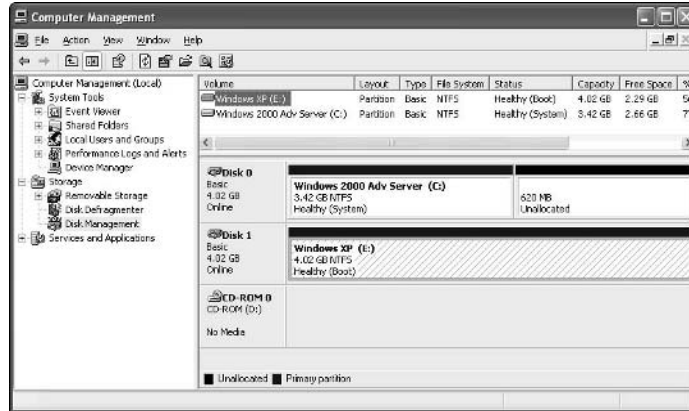 Computer Management
File Action View Window Help
Computer Management (Local)
System Tools
Event Viewer
Shared Folders
Local Users and Groups
Performance Logs and Alerts
Device Manager
Storage
Removable Storage
Disk Defragmenter
Disk Management
Services and Applications
Volume Layout Type File System Status Capacity Free Space %
Windows XP (E:) Partition Basic NTFS Healthy (Boot) 4.02 GB 2.29 GB
Windows 2000 Adv Server (C:) Partition Basic NTFS Healthy (System) 3.42 GB 2.66 GB
Disk 0
Basic
4.02 GB
Online
Windows 2000 Adv Server (C:)
3.42 GB NTFS
Healthy (System)
620 MB
Unallocated
Disk 1
Basic
4.02 GB
Online
Windows XP (E:)
4.02 GB NTFS
Healthy (Boot)
CD-ROM 0
CD-ROM (D:)
No Media
Unallocated Primary partition